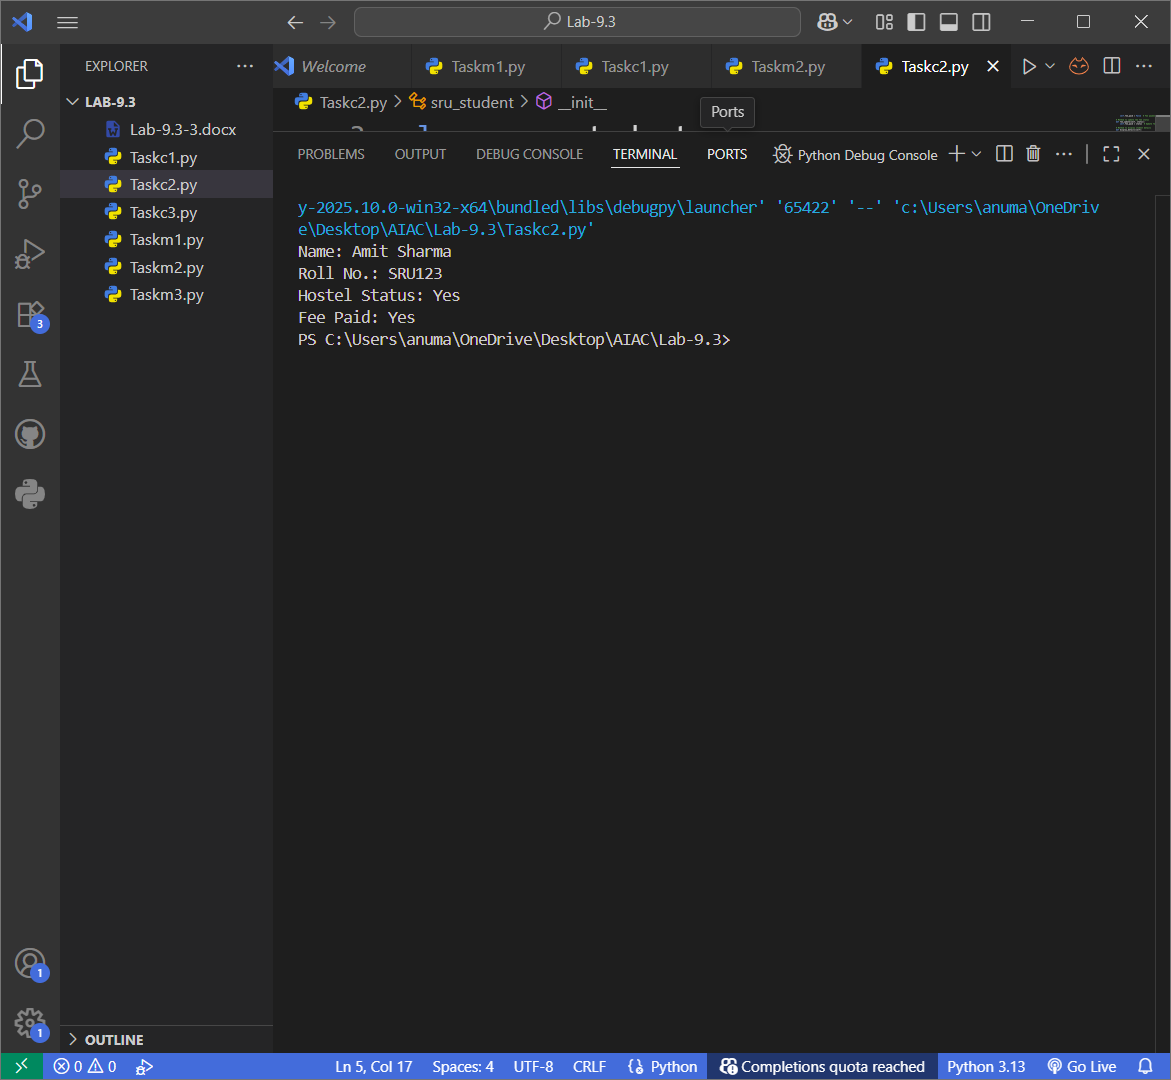 Lab-9.3
EXPLORER
LAB-9.3
Lab-9.3-3.docx
Taskc1.py
Taskc2.py
Taskc3.py
Taskm1.py
Taskm2.py
Taskm3.py
OUTLINE
Welcome
Taskm1.py
Taskc1.py
Taskm2.py
Taskc2.py
Taskc2.py > sru_student > __init__
Ports
PROBLEMS OUTPUT DEBUG CONSOLE TERMINAL PORTS Python Debug Console
y-2025.10.0-win32-x64\bundled\libs\debugpy\launcher' '65422' '--' 'c:\Users\anuma\OneDriv
e\Desktop\AIAC\Lab-9.3\Taskc2.py'
Name: Amit Sharma
Roll No.: SRU123
Hostel Status: Yes
Fee Paid: Yes
PS C:\Users\anuma\OneDrive\Desktop\AIAC\Lab-9.3>
3
1
1
0 0 Ln 5, Col 17 Spaces: 4 UTF-8 CRLF Python Completions quota reached Python 3.13 Go Live